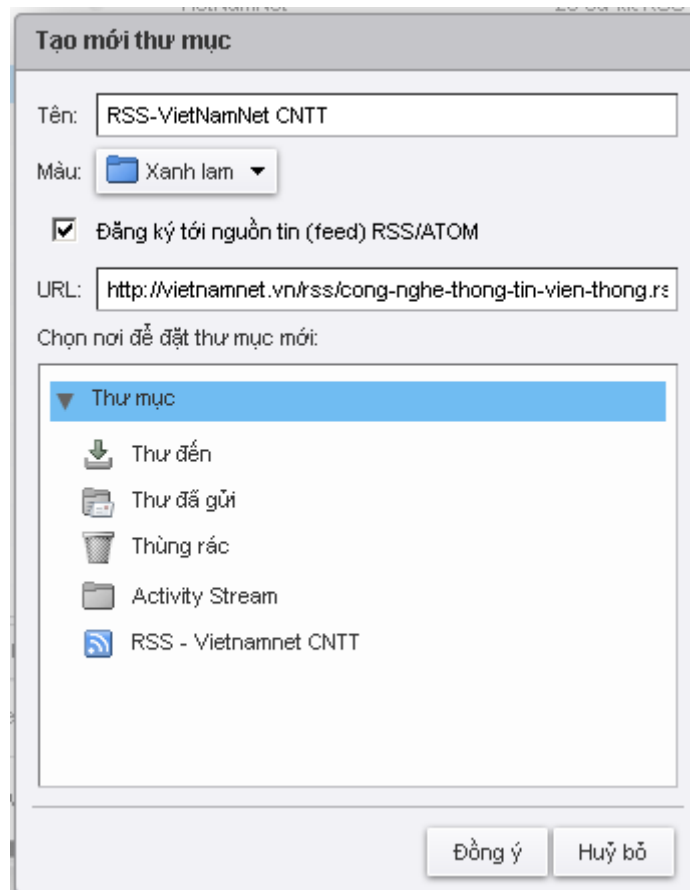 Tạo mới thư mục
Tên: RSS-VietNamNet CNTT
Màu: Xanh lam
Đăng ký tới nguồn tin (feed) RSS/ATOM
URL: http://vietnamnet.vn/rss/cong-nghe-thong-tin-vien-thong.rs
Chọn nơi để đặt thư mục mới:
Thư mục
Thư đến
Thư đã gửi
Thùng rác
Activity Stream
RSS - Vietnamnet CNTT
Đồng ý Huỷ bỏ